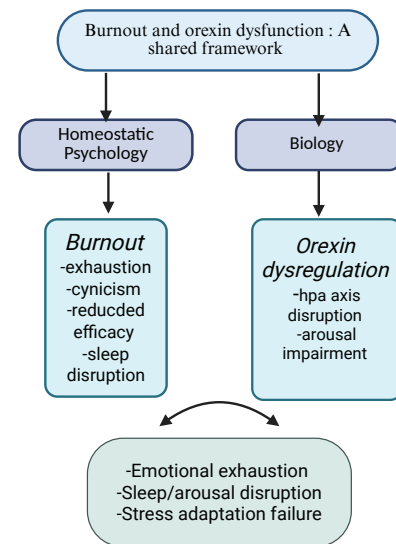 Burnout and orexin dysfunction : A
shared framework
Homeostatic
Psychology
Biology
Burnout
-exhaustion
-cynicism
-reducded
efficacy
-sleep
disruption
Orexin
dysregulation
-hpa axis
disruption
-arousal
impairment
-Emotional exhaustion
-Sleep/arousal disruption
-Stress adaptation failure